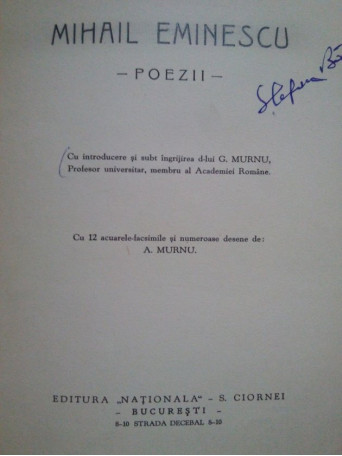 MIHAIL EMINESCU
— POEZII —
Ștefan
Cu introducere și subt îngrijirea d-lui G. MURNU,
Profesor universitar, membru al Academiei Române.
Cu 12 acuarele-facsimile și numeroase desene de:
A. MURNU.
EDITURA „NAȚIONALA” – S. CIORNEI
– BUCUREȘTI –
8-10 STRADA DECEBAL 8-10